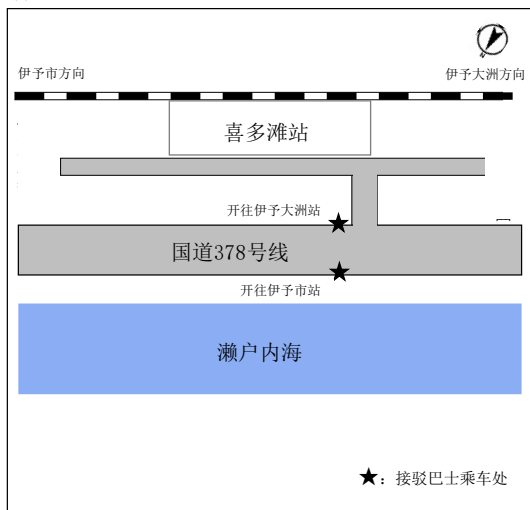 伊予市方向
伊予大洲方向
喜多滩站
开往伊予大洲站
国道378号线
开往伊予市站
濑户内海
★：接驳巴士乘车处